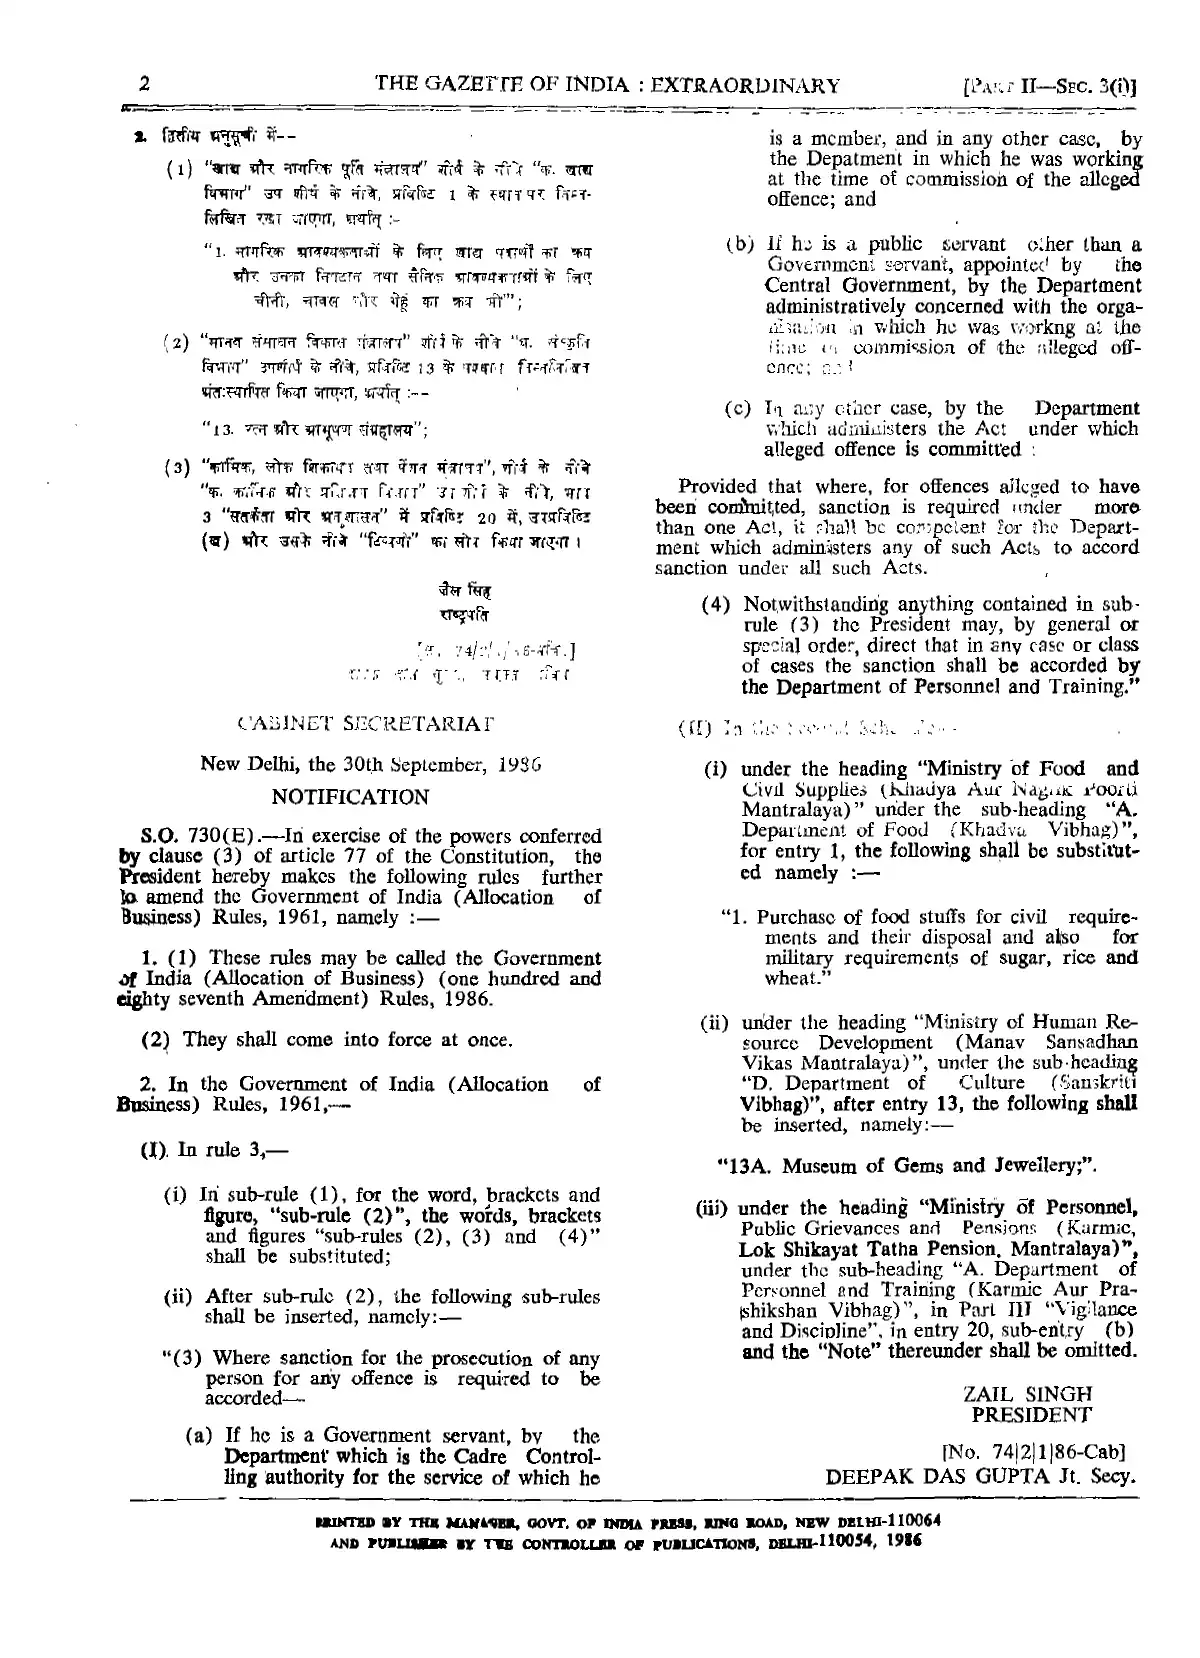 2 THE GAZETTE OF INDIA : EXTRAORDINARY [PART II—SEC. 3(i)]
2. द्वितीय अनुसूची में--
(1) "खाद्य और नागरिक पूर्ति मंत्रालय" शीर्ष के नीचे "क. खाद्य
विभाग" उप शीर्ष के नीचे, प्रविष्टि 1 के स्थान पर निम्न-
लिखित रखा जाएगा, अर्थात् :-
"1. नागरिक आवश्यकताओं के लिए खाद्य पदार्थों का क्रय
और उनका निपटान तथा सैनिक आवश्यकताओं के लिए
चीनी, चावल और गेहूं का क्रय भी";
(2) "मानव संसाधन विकास मंत्रालय" शीर्ष के नीचे "घ. संस्कृति
विभाग" उपशीर्ष के नीचे, प्रविष्टि 13 के पश्चात् निम्नलिखित
अंतःस्थापित किया जाएगा, अर्थात् :--
"13. रत्न और आभूषण संग्रहालय";
(3) "कार्मिक, लोक शिकायत तथा पेंशन मंत्रालय", शीर्ष के नीचे
"क. कार्मिक और प्रशिक्षण विभाग" उप शीर्ष के नीचे, भाग
3 "सतर्कता और अनुशासन" में प्रविष्टि 20 में, उपप्रविष्टि
(ख) और उसके नीचे "टिप्पणी" का लोप किया जाएगा ।
जैल सिंह
राष्ट्रपति
CABINET SECRETARIAT
New Delhi, the 30th September, 1986
NOTIFICATION
S.O. 730(E).—In exercise of the powers conferred
by clause (3) of article 77 of the Constitution, the
President hereby makes the following rules further
to amend the Government of India (Allocation of
Business) Rules, 1961, namely :—
1. (1) These rules may be called the Government
of India (Allocation of Business) (one hundred and
eighty seventh Amendment) Rules, 1986.
(2) They shall come into force at once.
2. In the Government of India (Allocation of
Business) Rules, 1961,—
(I). In rule 3,—
(i) In sub-rule (1), for the word, brackets and
figure, "sub-rule (2)", the words, brackets
and figures "sub-rules (2), (3) and (4)"
shall be substituted;
(ii) After sub-rule (2), the following sub-rules
shall be inserted, namely:—
"(3) Where sanction for the prosecution of any
person for any offence is required to be
accorded—
(a) If he is a Government servant, by the
Department which is the Cadre Control-
ling authority for the service of which he
is a member, and in any other case, by
the Depatment in which he was working
at the time of commission of the alleged
offence; and
(b) If he is a public servant other than a
Government servant, appointed by the
Central Government, by the Department
administratively concerned with the orga-
nisation in which he was workng at the
time of commission of the alleged off-
ence; and
(c) In any other case, by the Department
which administers the Act under which
alleged offence is committed :
Provided that where, for offences alleged to have
been committed, sanction is required under more
than one Act, it shall be competent for the Depart-
ment which administers any of such Acts to accord
sanction under all such Acts.
(4) Notwithstanding anything contained in sub-
rule (3) the President may, by general or
special order, direct that in any case or class
of cases the sanction shall be accorded by
the Department of Personnel and Training."
(II) In the Second Schedule—
(i) under the heading "Ministry of Food and
Civil Supplies (Khadya Aur Nagrik Poorti
Mantralaya)" under the sub-heading "A.
Department of Food (Khadya Vibhag)",
for entry 1, the following shall be substitut-
ed namely :—
"1. Purchase of food stuffs for civil require-
ments and their disposal and also for
military requirements of sugar, rice and
wheat."
(ii) under the heading "Ministry of Human Re-
source Development (Manav Sansadhan
Vikas Mantralaya)", under the sub-heading
"D. Department of Culture (Sanskriti
Vibhag)", after entry 13, the following shall
be inserted, namely:—
"13A. Museum of Gems and Jewellery;".
(iii) under the heading "Ministry of Personnel,
Public Grievances and Pensions (Karmic,
Lok Shikayat Tatha Pension. Mantralaya)",
under the sub-heading "A. Department of
Personnel and Training (Karmic Aur Pra-
shikshan Vibhag)", in Part III "Vigilance
and Discipline", in entry 20, sub-entry (b)
and the "Note" thereunder shall be omitted.
ZAIL SINGH
PRESIDENT
[No. 74|2|1|86-Cab]
DEEPAK DAS GUPTA Jt. Secy.
PRINTED BY THE MANAGER, GOVT. OF INDIA PRESS, RING ROAD, NEW DELHI-110064
AND PUBLISHED BY THE CONTROLLER OF PUBLICATIONS, DELHI-110054, 1986